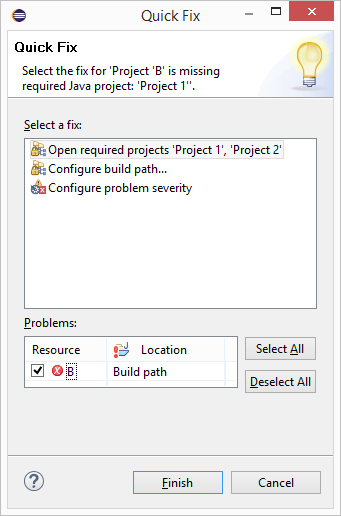 Quick Fix
Quick Fix
Select the fix for 'Project 'B' is missing
required Java project: 'Project 1''.
Select a fix:
Open required projects 'Project 1', 'Project 2'
Configure build path...
Configure problem severity
Problems:
Resource Location
B Build path
Select All
Deselect All
?
Finish Cancel